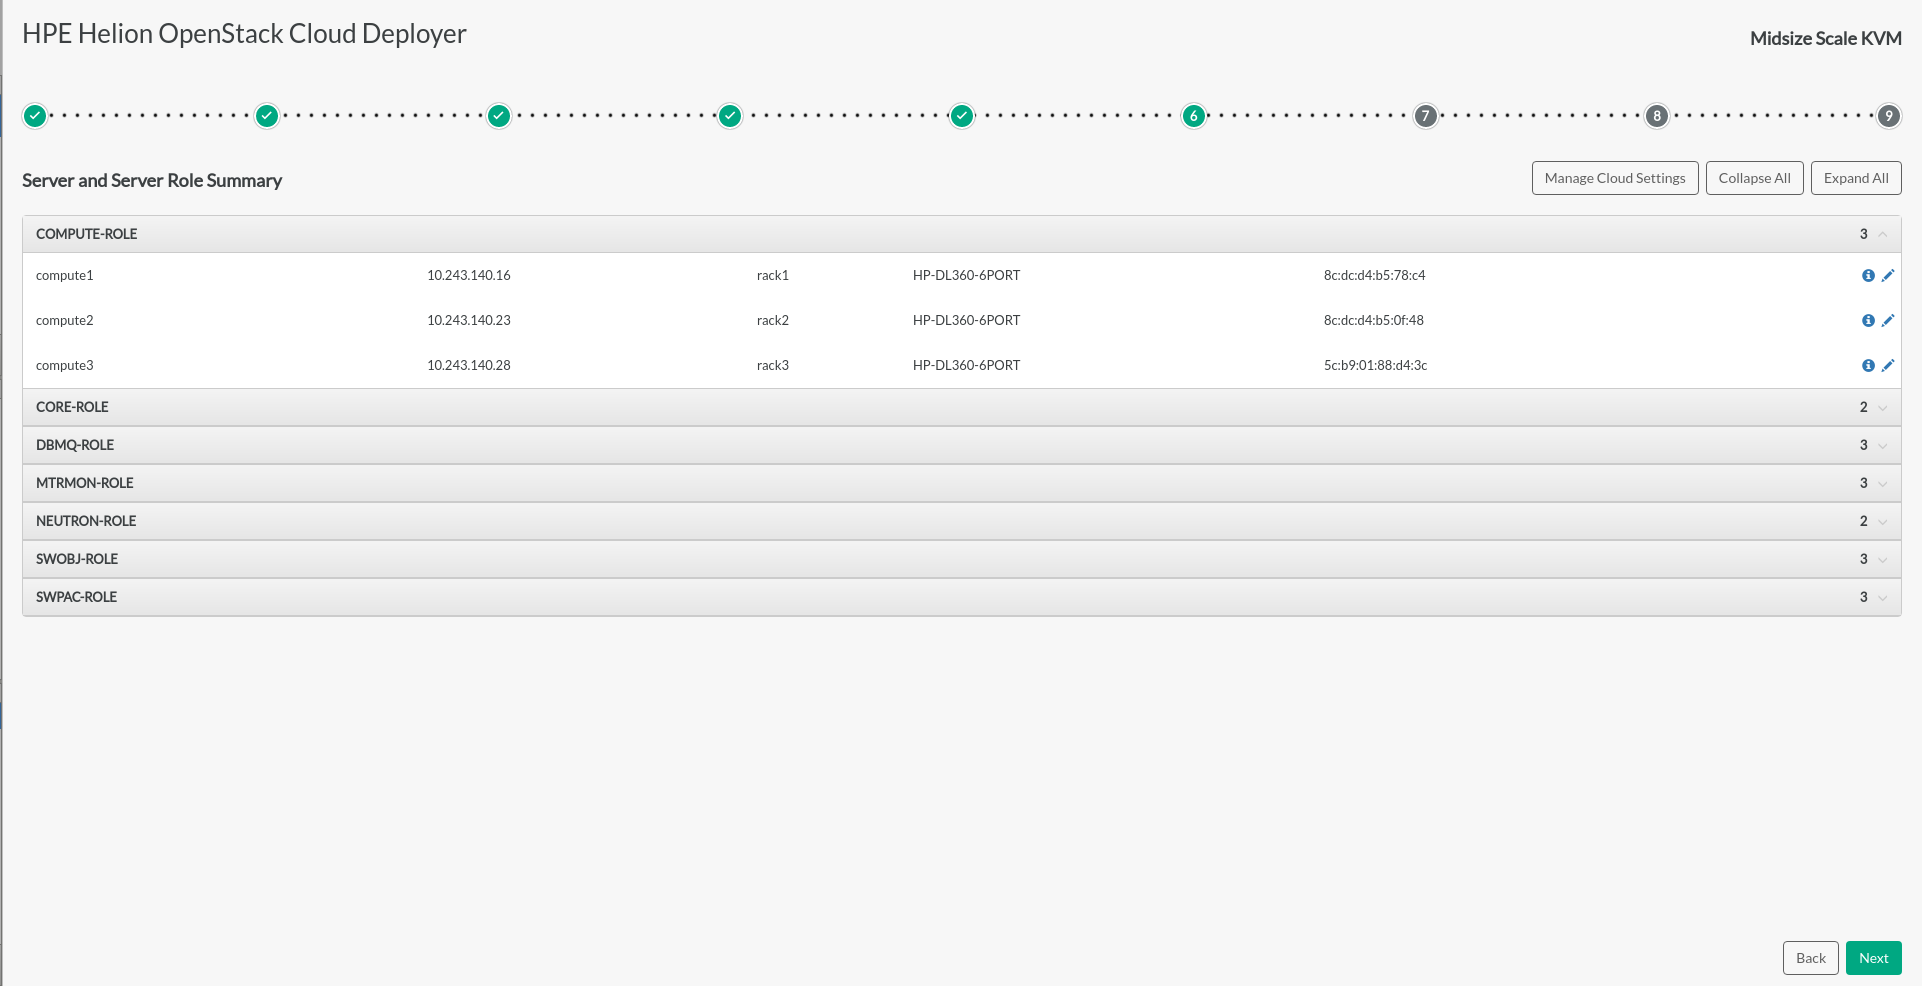 HPE Helion OpenStack Cloud Deployer
Midsize Scale KVM
6 7 8 9
Server and Server Role Summary
Manage Cloud Settings Collapse All Expand All
COMPUTE-ROLE 3
compute1 10.243.140.16 rack1 HP-DL360-6PORT 8c:dc:d4:b5:78:c4
compute2 10.243.140.23 rack2 HP-DL360-6PORT 8c:dc:d4:b5:0f:48
compute3 10.243.140.28 rack3 HP-DL360-6PORT 5c:b9:01:88:d4:3c
CORE-ROLE 2
DBMQ-ROLE 3
MTRMON-ROLE 3
NEUTRON-ROLE 2
SWOBJ-ROLE 3
SWPAC-ROLE 3
Back Next